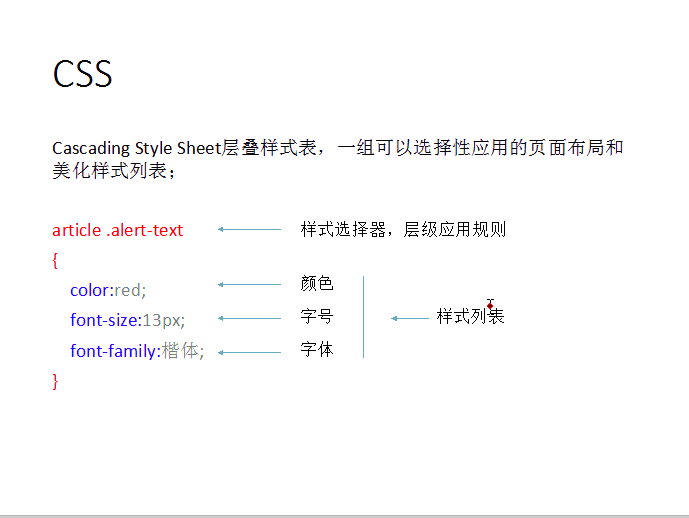 CSS
Cascading Style Sheet层叠样式表，一组可以选择性应用的页面布局和
美化样式列表；
article .alert-text 样式选择器，层级应用规则
{
color:red; 颜色
font-size:13px; 字号 样式列表
font-family:楷体; 字体
}